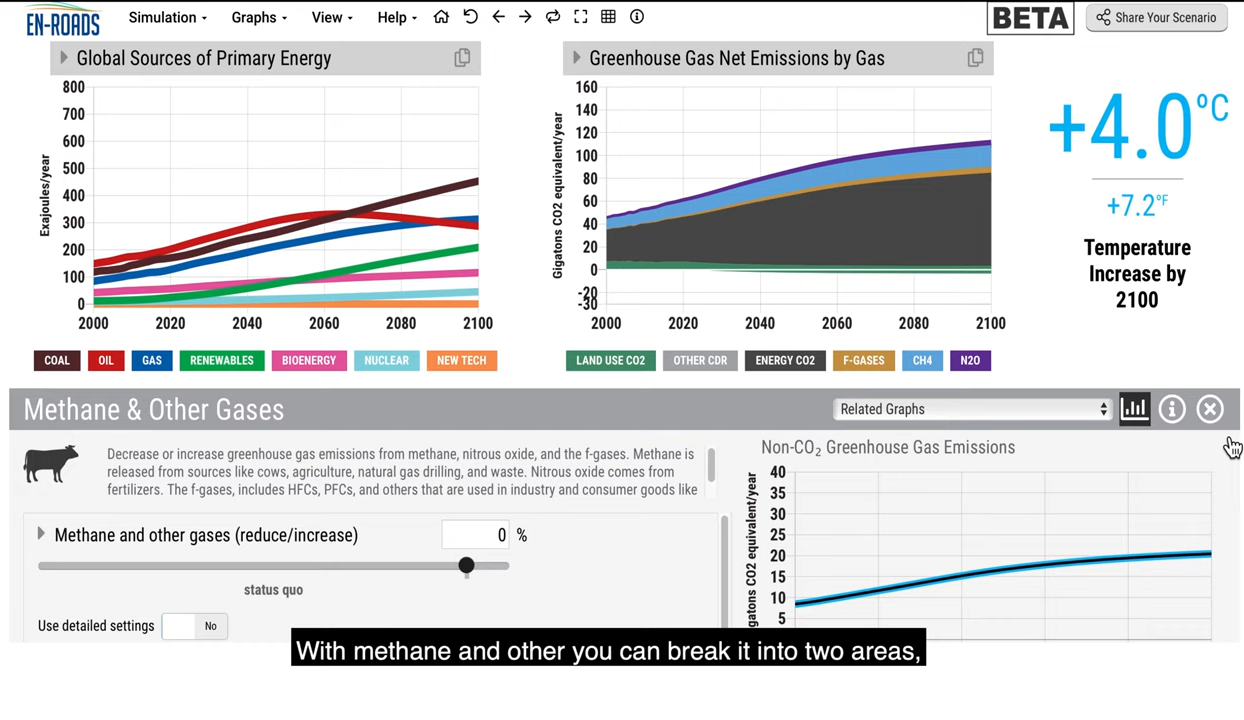 EN-ROADS
Simulation
Graphs
View
Help
BETA
Share Your Scenario
Global Sources of Primary Energy
Exajoules/year
800
700
600
500
400
300
200
100
0
2000
2020
2040
2060
2080
2100
COAL
OIL
GAS
RENEWABLES
BIOENERGY
NUCLEAR
NEW TECH
Greenhouse Gas Net Emissions by Gas
Gigatons CO2 equivalent/year
160
140
120
100
80
60
40
20
0
-20
-30
2000
2020
2040
2060
2080
2100
LAND USE CO2
OTHER CDR
ENERGY CO2
F-GASES
CH4
N2O
+4.0°C
+7.2°F
Temperature
Increase by
2100
Methane & Other Gases
Related Graphs
Decrease or increase greenhouse gas emissions from methane, nitrous oxide, and the f-gases. Methane is
released from sources like cows, agriculture, natural gas drilling, and waste. Nitrous oxide comes from
fertilizers. The f-gases, includes HFCs, PFCs, and others that are used in industry and consumer goods like
Methane and other gases (reduce/increase)
0 %
status quo
Use detailed settings
No
Non-CO₂ Greenhouse Gas Emissions
gatons CO2 equivalent/year
40
35
30
25
20
15
10
5
With methane and other you can break it into two areas,